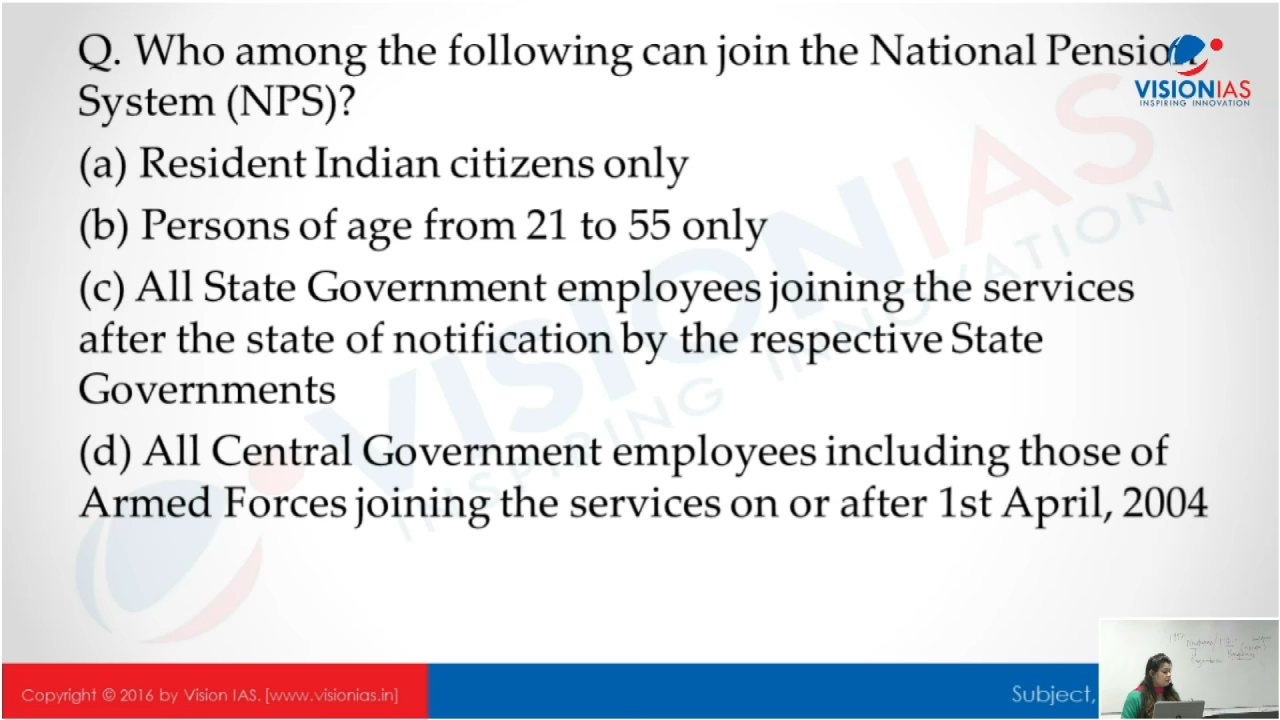 Q. Who among the following can join the National Pension
System (NPS)?
(a) Resident Indian citizens only
(b) Persons of age from 21 to 55 only
(c) All State Government employees joining the services
after the state of notification by the respective State
Governments
(d) All Central Government employees including those of
Armed Forces joining the services on or after 1st April, 2004
VISIONIAS
INSPIRING INNOVATION
VISIONIAS
INSPIRING INNOVATION
Copyright © 2016 by Vision IAS. [www.visionias.in]
Subject,